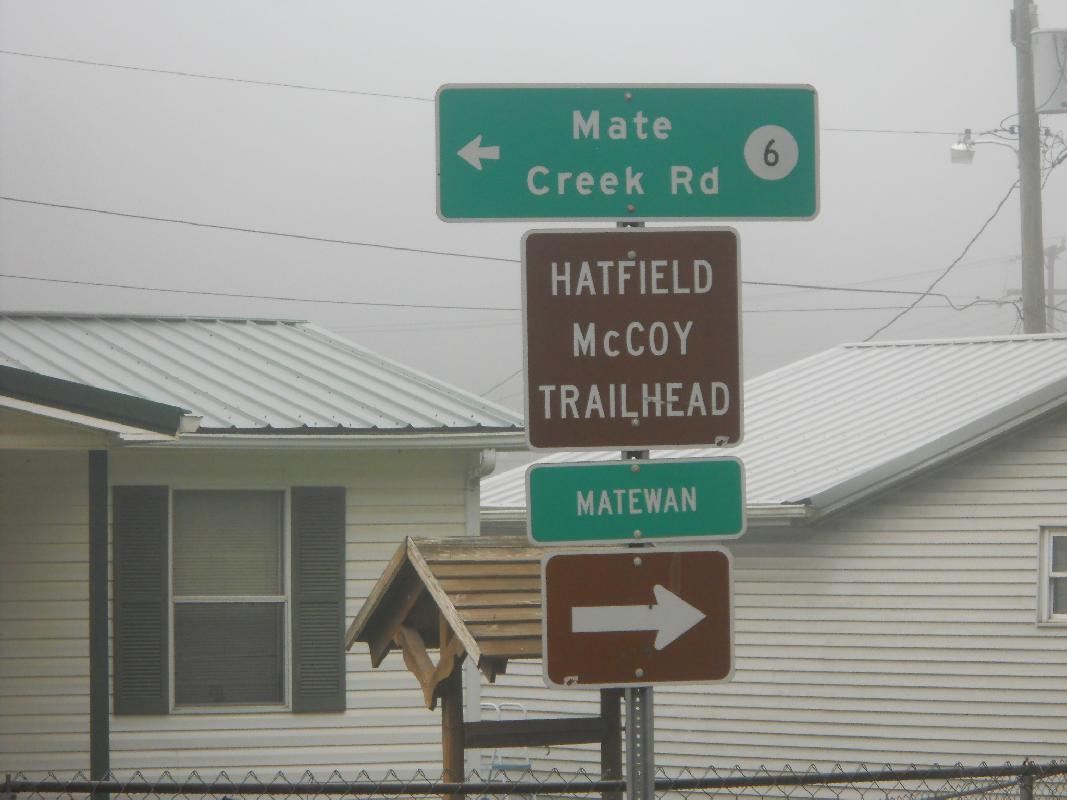 Mate
Creek Rd
6
HATFIELD
McCOY
TRAILHEAD
MATEWAN